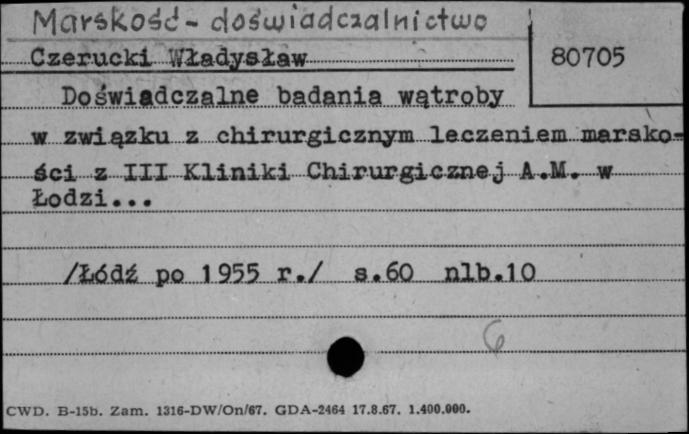 Marskość - doświadczalnictwo
Czerucki Władysław
80705
Doświadczalne badania wątroby
w związku z chirurgicznym leczeniem marsko-
ści z III Kliniki Chirurgicznej A.M. w
Łodzi...
/Łódź po 1955 r./ s.60 nlb.10
6
CWD. B-15b. Zam. 1316-DW/On/67. GDA-2464 17.8.67. 1.400.000.